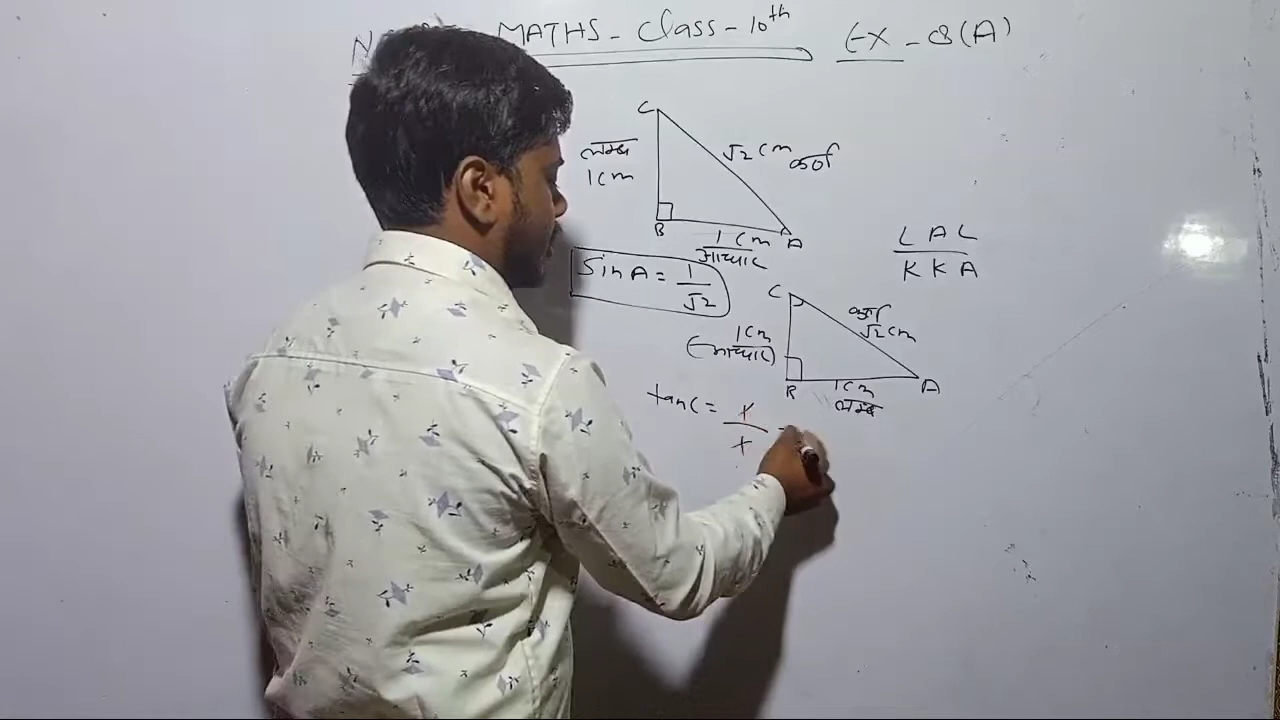 MATHS - Class - 10th
EX - 8(A)
C
लम्ब
1cm
√2 cm
कर्ण
B
1 cm
A
आधार
Sin A = 1/√2
L A L
K K A
C
कर्ण
√2 cm
1cm
(आधार)
B
1cm
A
लम्ब
tan C = 1/1